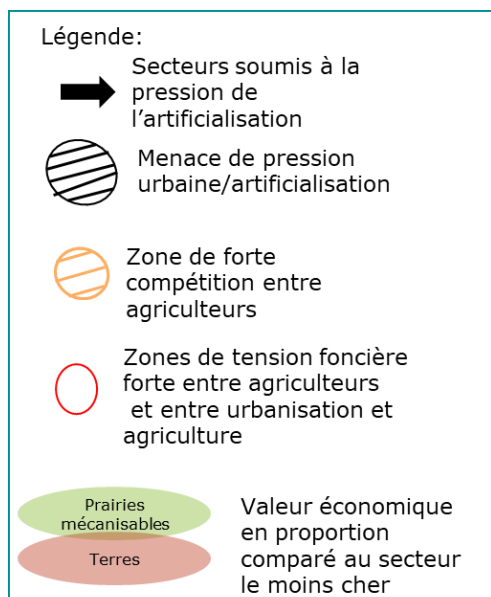 Légende:
Secteurs soumis à la
pression de
l’artificialisation
Menace de pression
urbaine/artificialisation
Zone de forte
compétition entre
agriculteurs
Zones de tension foncière
forte entre agriculteurs
et entre urbanisation et
agriculture
Prairies
mécanisables
Terres
Valeur économique
en proportion
comparé au secteur
le moins cher